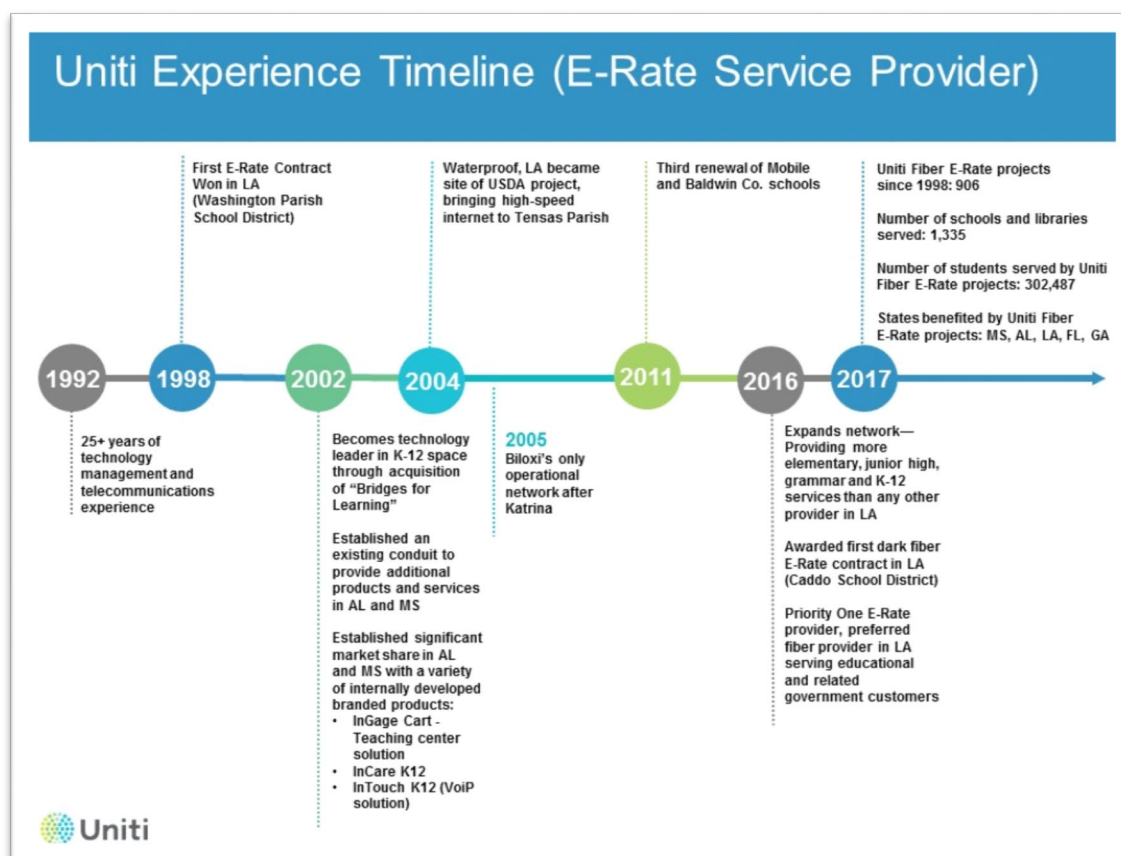 Uniti Experience Timeline (E-Rate Service Provider)
First E-Rate Contract
Won in LA
(Washington Parish
School District)
Waterproof, LA became
site of USDA project,
bringing high-speed
internet to Tensas Parish
Third renewal of Mobile
and Baldwin Co. schools
Uniti Fiber E-Rate projects
since 1998: 906
Number of schools and libraries
served: 1,335
Number of students served by Uniti
Fiber E-Rate projects: 302,487
States benefited by Uniti Fiber
E-Rate projects: MS, AL, LA, FL, GA
1992
1998
2002
2004
2011
2016
2017
25+ years of
technology
management and
telecommunications
experience
Becomes technology
leader in K-12 space
through acquisition
of “Bridges for
Learning”
Established an
existing conduit to
provide additional
products and services
in AL and MS
Established significant
market share in AL
and MS with a variety
of internally developed
branded products:
• InGage Cart -
Teaching center
solution
• InCare K12
• InTouch K12 (VoiP
solution)
2005
Biloxi’s only
operational
network after
Katrina
Expands network—
Providing more
elementary, junior high,
grammar and K-12
services than any other
provider in LA
Awarded first dark fiber
E-Rate contract in LA
(Caddo School District)
Priority One E-Rate
provider, preferred
fiber provider in LA
serving educational
and related
government customers
Uniti